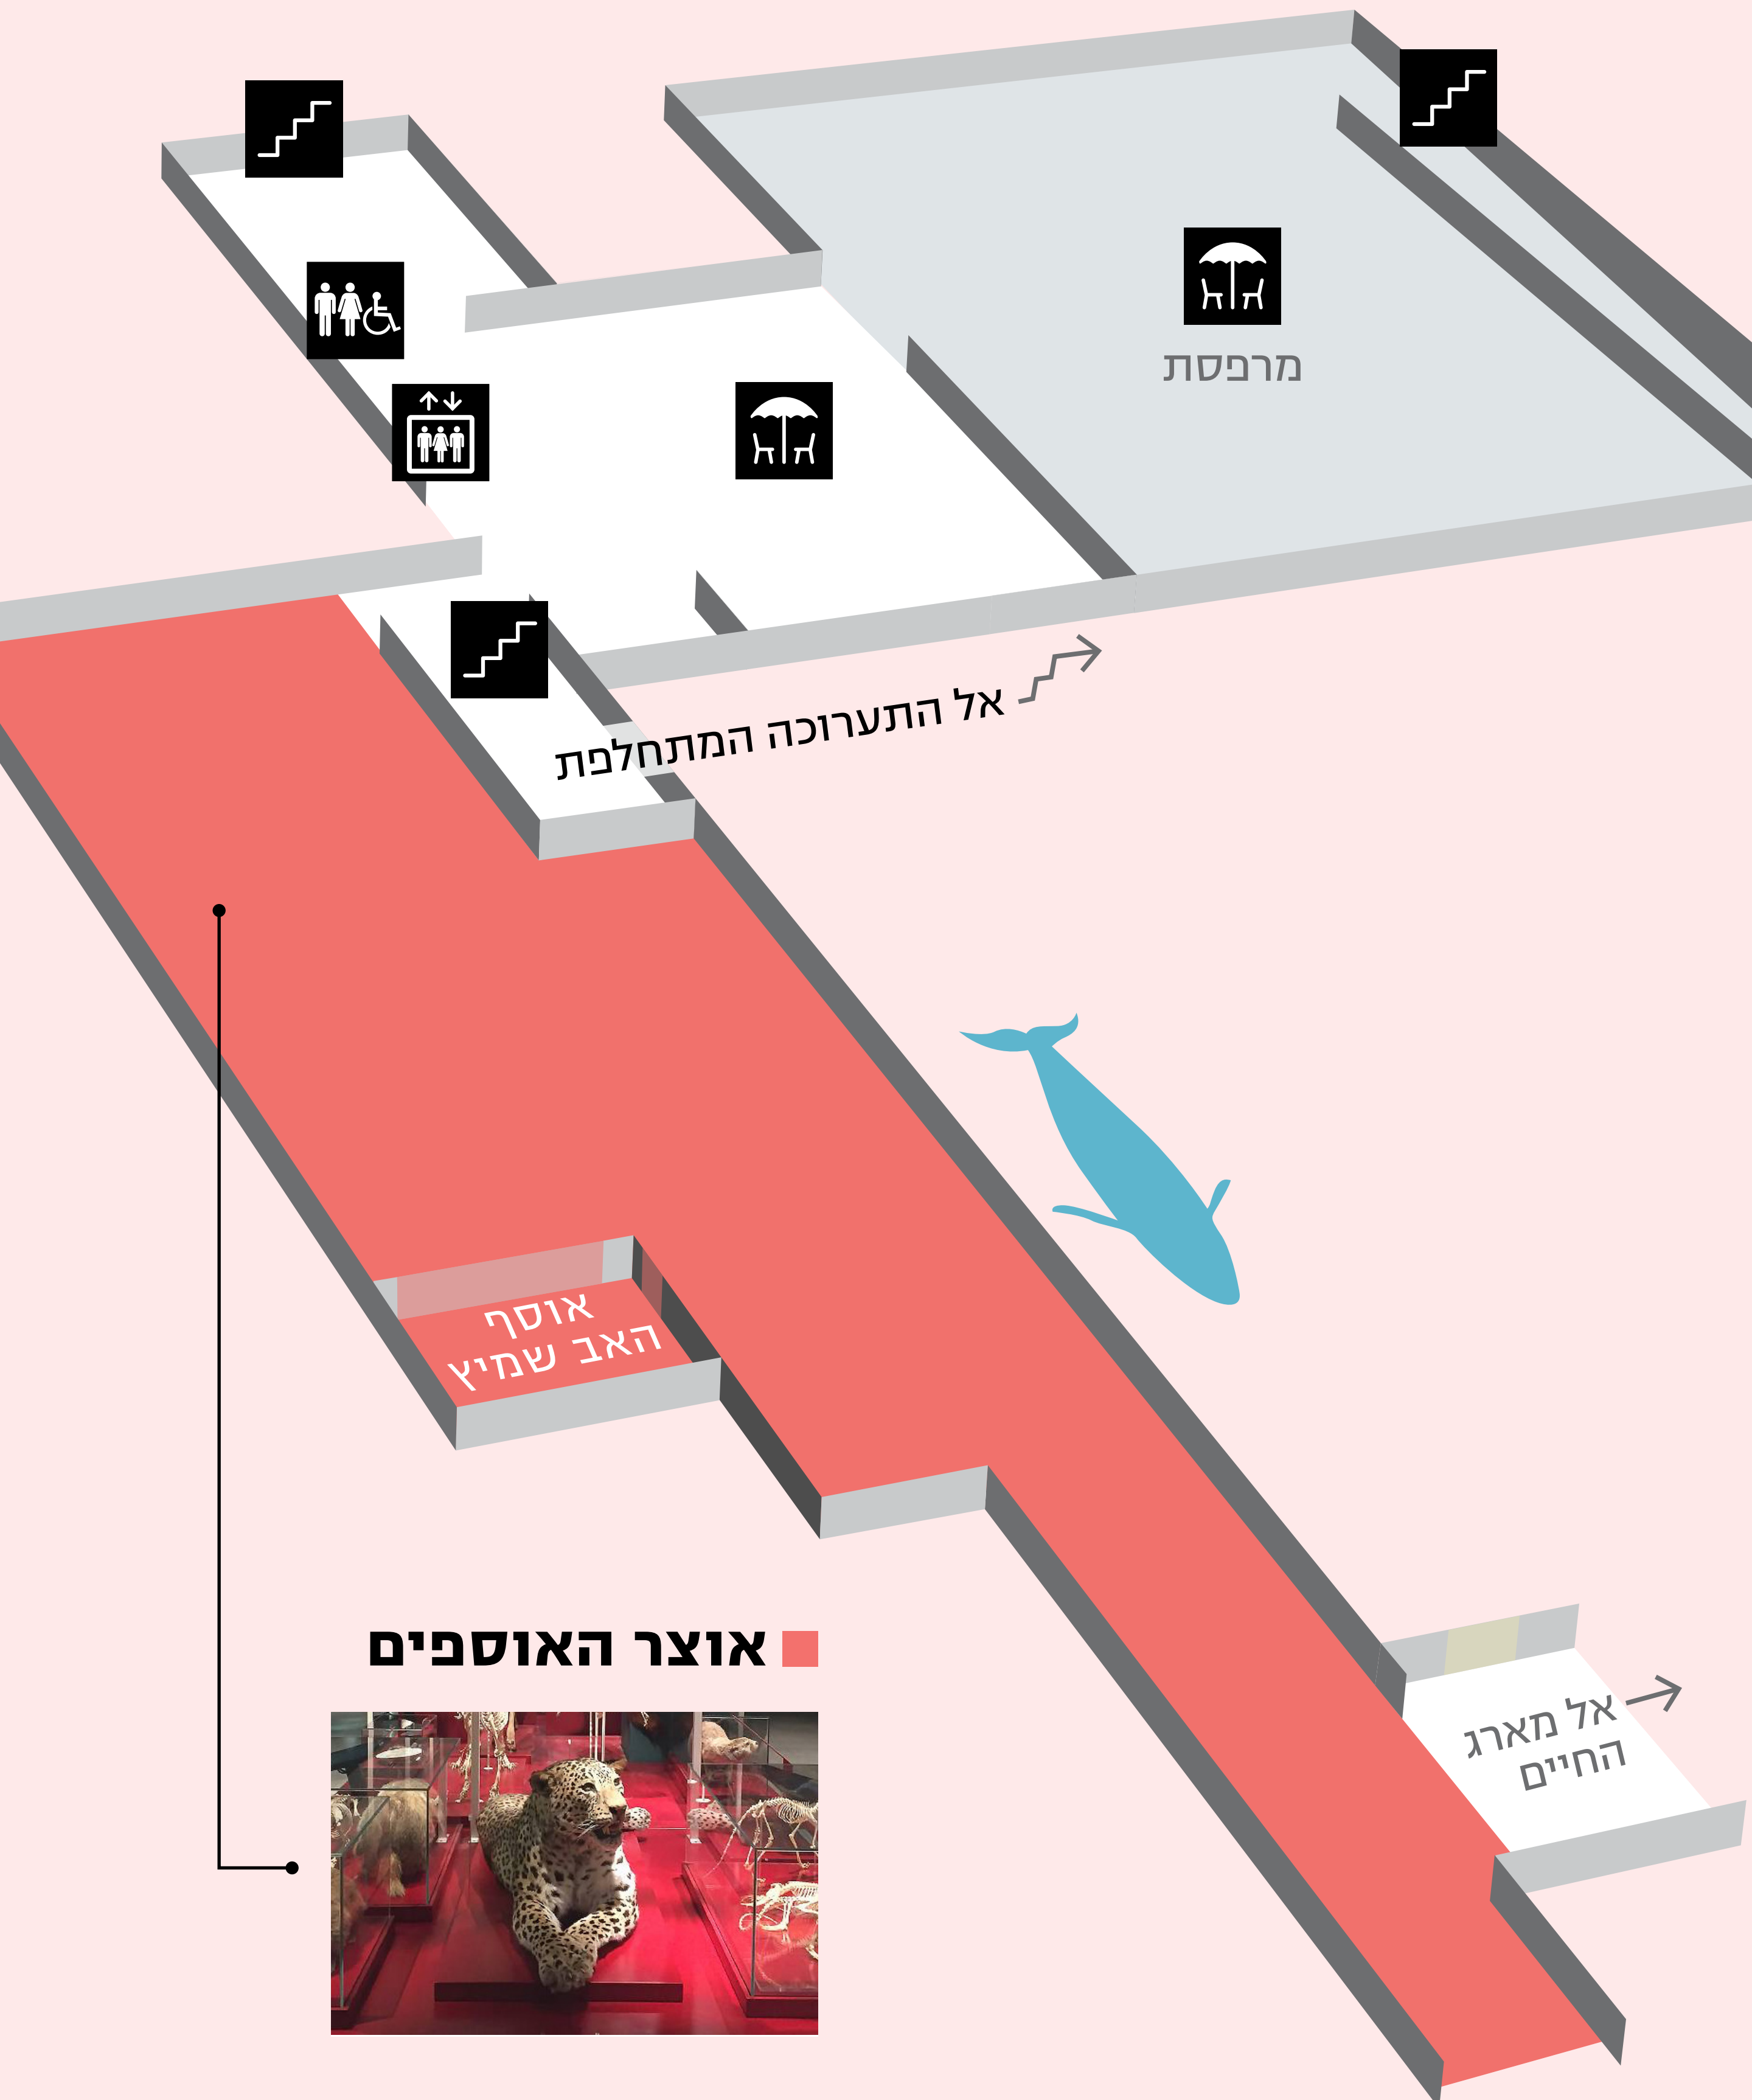 מרפסת
אל התערוכה המתחלפת
אוסף
האב שמיץ
אוצר האוספים
אל מארג
החיים